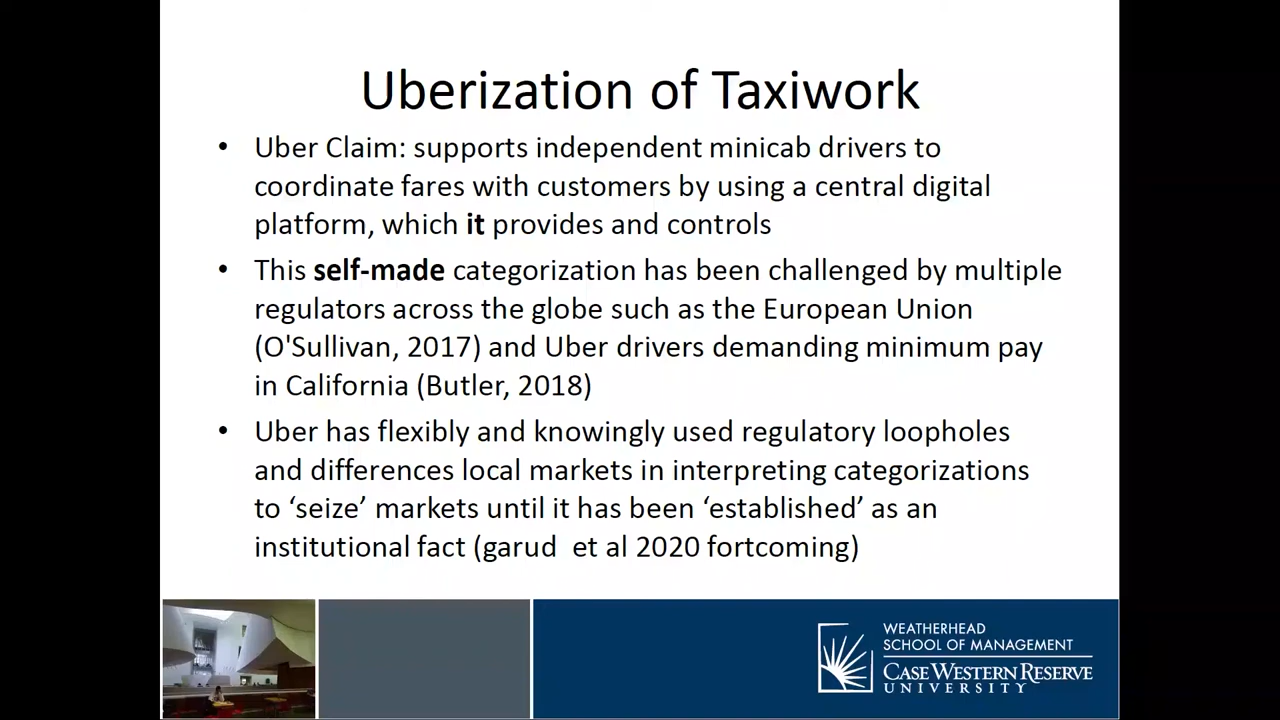 Uberization of Taxiwork
• Uber Claim: supports independent minicab drivers to
coordinate fares with customers by using a central digital
platform, which it provides and controls
• This self-made categorization has been challenged by multiple
regulators across the globe such as the European Union
(O'Sullivan, 2017) and Uber drivers demanding minimum pay
in California (Butler, 2018)
• Uber has flexibly and knowingly used regulatory loopholes
and differences local markets in interpreting categorizations
to ‘seize’ markets until it has been ‘established’ as an
institutional fact (garud  et al 2020 fortcoming)
WEATHERHEAD
SCHOOL OF MANAGEMENT
CASE WESTERN RESERVE
UNIVERSITY